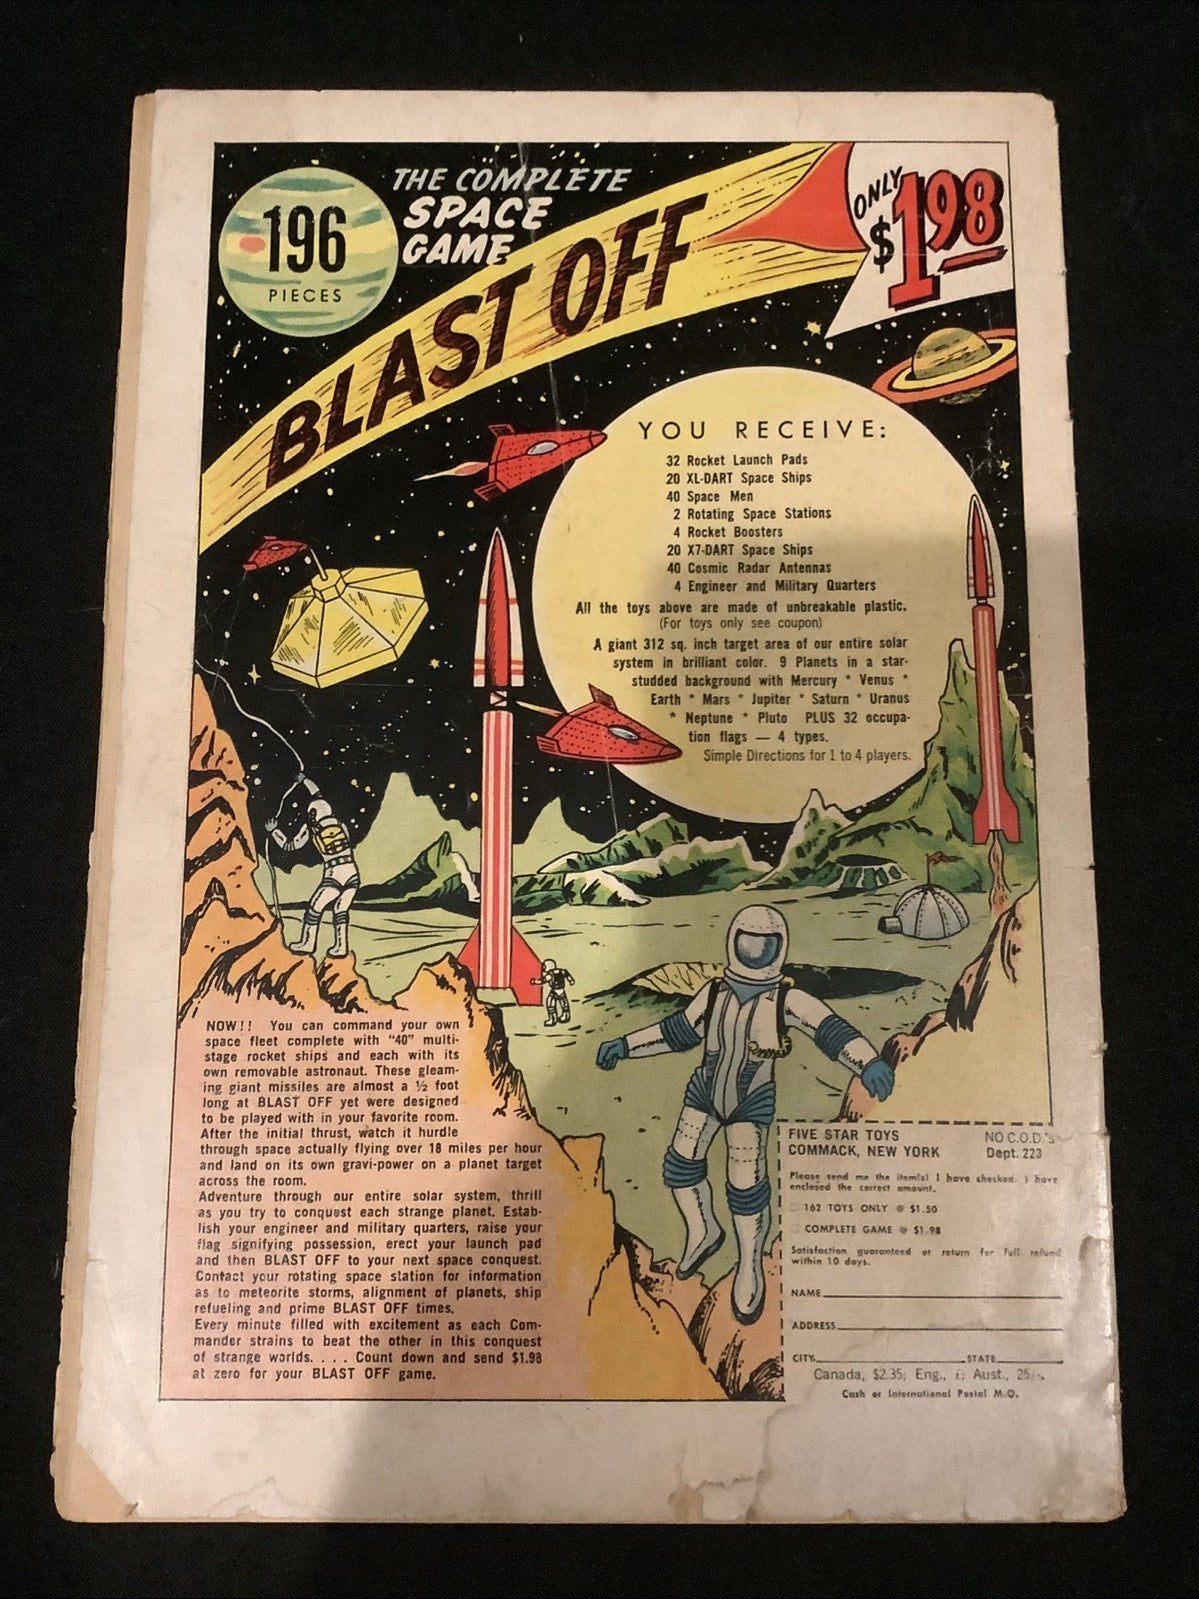 196
PIECES
THE COMPLETE
SPACE
GAME
BLAST OFF
ONLY
$1.98
YOU RECEIVE:
32 Rocket Launch Pads
20 XL-DART Space Ships
40 Space Men
2 Rotating Space Stations
4 Rocket Boosters
20 X7-DART Space Ships
40 Cosmic Radar Antennas
4 Engineer and Military Quarters
All the toys above are made of unbreakable plastic.
(For toys only see coupon)
A giant 312 sq. inch target area of our entire solar
system in brilliant color. 9 Planets in a star-
studded background with Mercury * Venus *
Earth * Mars * Jupiter * Saturn * Uranus
* Neptune * Pluto PLUS 32 occupa-
tion flags — 4 types.
Simple Directions for 1 to 4 players.
NOW!! You can command your own
space fleet complete with "40" multi-
stage rocket ships and each with its
own removable astronaut. These gleam-
ing giant missiles are almost a ½ foot
long at BLAST OFF yet were designed
to be played with in your favorite room.
After the initial thrust, watch it hurdle
through space actually flying over 18 miles per hour
and land on its own gravi-power on a planet target
across the room.
Adventure through our entire solar system, thrill
as you try to conquest each strange planet. Estab-
lish your engineer and military quarters, raise your
flag signifying possession, erect your launch pad
and then BLAST OFF to your next space conquest.
Contact your rotating space station for information
as to meteorite storms, alignment of planets, ship
refueling and prime BLAST OFF times.
Every minute filled with excitement as each Com-
mander strains to beat the other in this conquest
of strange worlds. . . . Count down and send $1.98
at zero for your BLAST OFF game.
FIVE STAR TOYS NO C.O.D.'s
COMMACK, NEW YORK Dept. 223
Please send me the item(s) I have checked. I have
enclosed the correct amount.
162 TOYS ONLY @ $1.50
COMPLETE GAME @ $1.98
Satisfaction guaranteed or return for full refund
within 10 days.
NAME
ADDRESS
CITY STATE
Canada, $2.35; Eng., Aust.,
Cash or International Postal M.O.